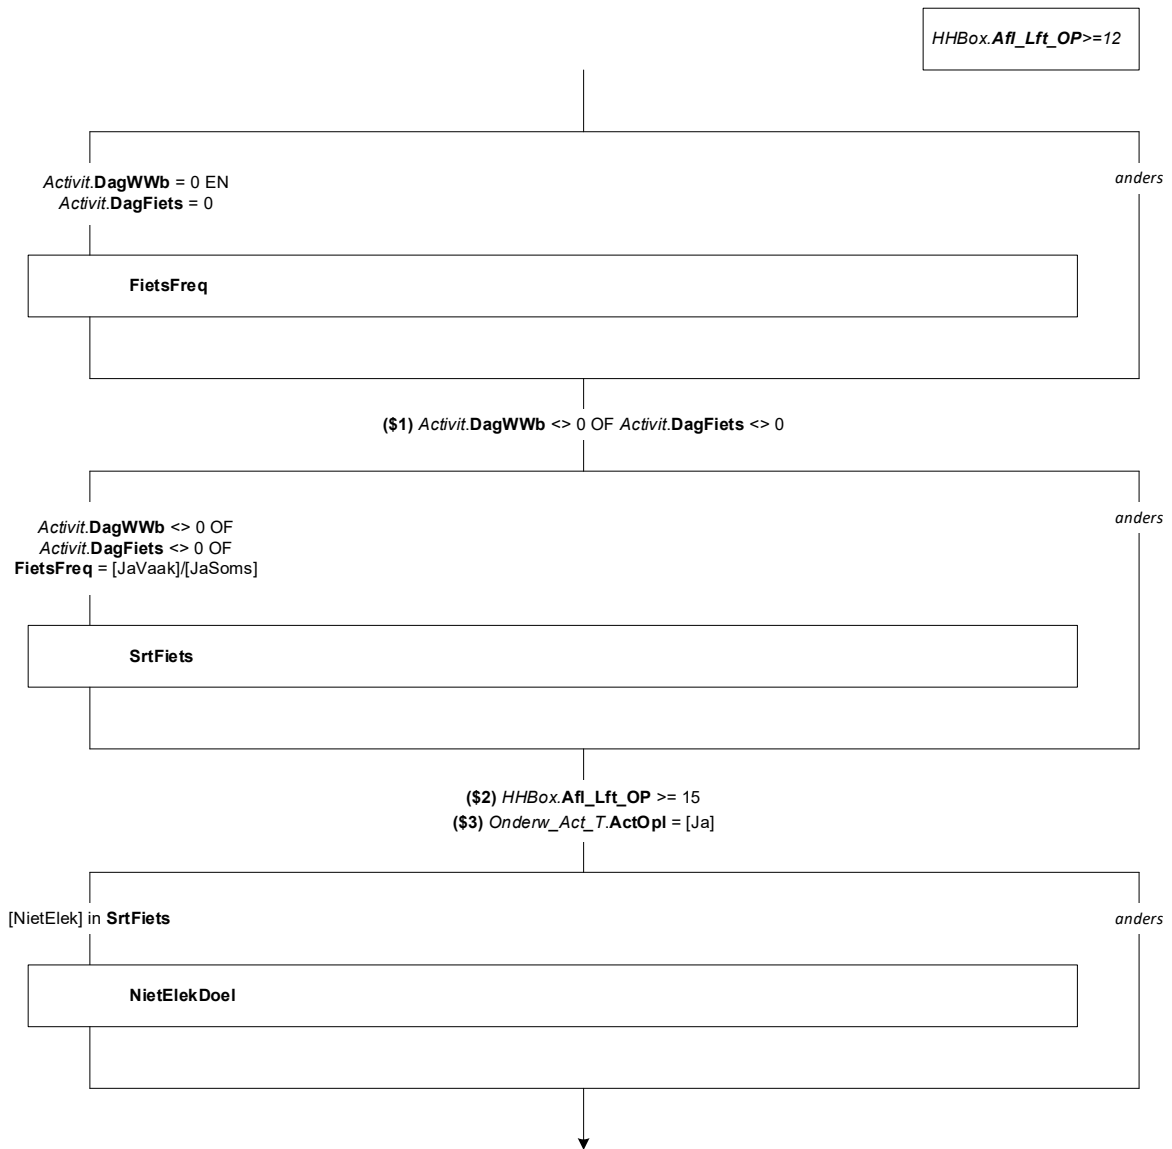 HHBox.Afl_Lft_OP>=12
Activit.DagWWb = 0 EN
Activit.DagFiets = 0
anders
FietsFreq
($1) Activit.DagWWb <> 0 OF Activit.DagFiets <> 0
Activit.DagWWb <> 0 OF
Activit.DagFiets <> 0 OF
FietsFreq = [JaVaak]/[JaSoms]
anders
SrtFiets
($2) HHBox.Afl_Lft_OP >= 15
($3) Onderw_Act_T.ActOpl = [Ja]
[NietElek] in SrtFiets
anders
NietElekDoel